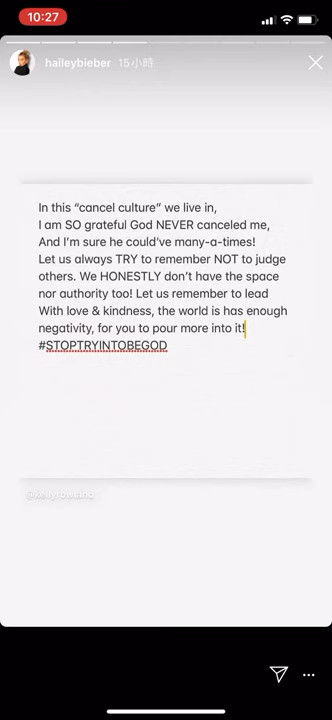 10:27
haileybieber 15小時
In this “cancel culture” we live in,
I am SO grateful God NEVER canceled me,
And I’m sure he could’ve many-a-times!
Let us always TRY to remember NOT to judge
others. We HONESTLY don’t have the space
nor authority too! Let us remember to lead
With love & kindness, the world is has enough
negativity, for you to pour more into it!
#STOPTRYINTOBEGOD
@kellyrowland